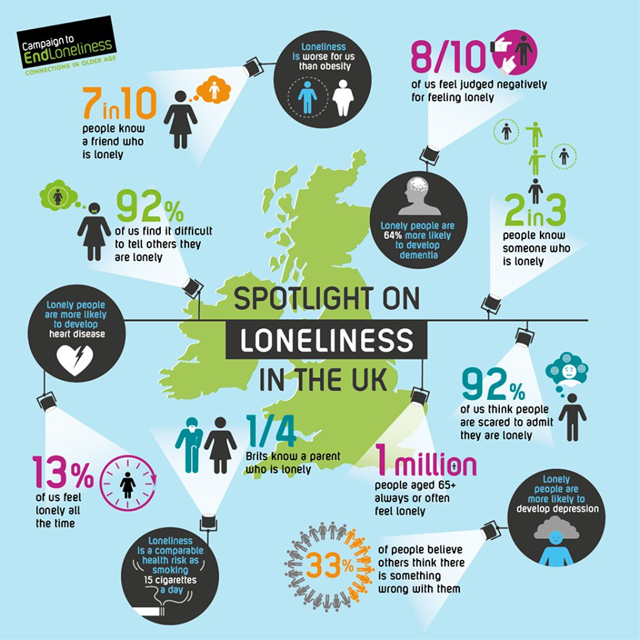 Campaign to
EndLoneliness
CONNECTIONS IN OLDER AGE
Loneliness
is worse for us
than obesity
8/10
of us feel judged negatively
for feeling lonely
7in10
people know
a friend who
is lonely
92%
of us find it difficult
to tell others they
are lonely
Lonely people are
64% more likely
to develop
dementia
2in3
people know
someone who
is lonely
SPOTLIGHT ON
LONELINESS
IN THE UK
Lonely people
are more likely
to develop
heart disease
92%
of us think people
are scared to admit
they are lonely
1/4
Brits know a parent
who is lonely
13%
of us feel
lonely all
the time
1 million
people aged 65+
always or often
feel lonely
Lonely
people are
more likely to
develop depression
Loneliness
is a comparable
health risk as
smoking
15 cigarettes
a day
33%
of people believe
others think there
is something
wrong with them